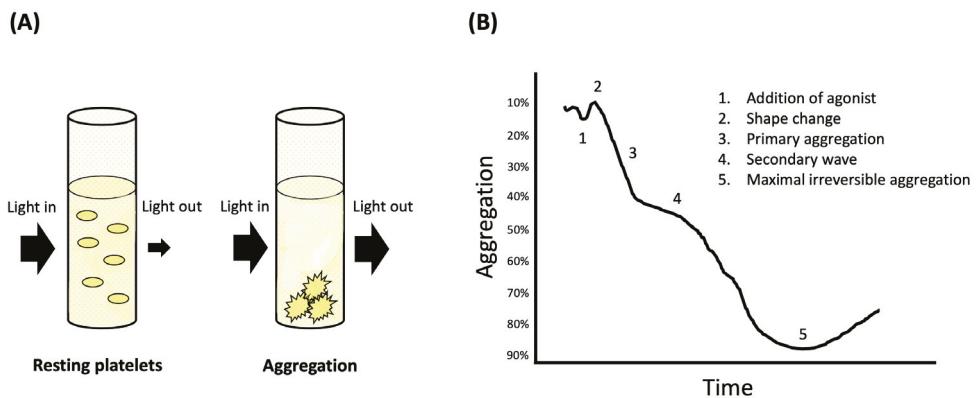 (A)
Light in
Light out
Light in
Light out
Resting platelets
Aggregation
(B)
Aggregation
10%
20%
30%
40%
50%
60%
70%
80%
90%
1
2
3
4
5
1. Addition of agonist
2. Shape change
3. Primary aggregation
4. Secondary wave
5. Maximal irreversible aggregation
Time